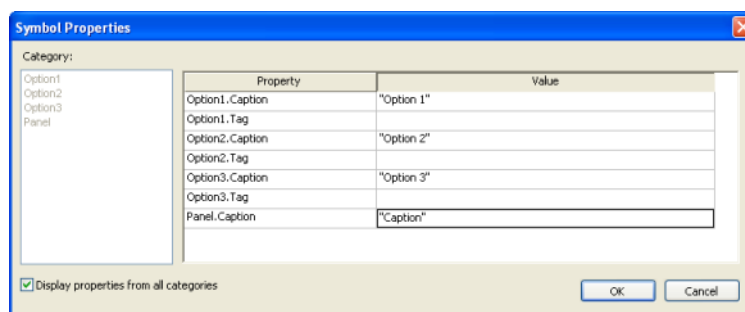 Symbol Properties
Category:
Option1
Option2
Option3
Panel
Property Value
Option1.Caption "Option 1"
Option1.Tag
Option2.Caption "Option 2"
Option2.Tag
Option3.Caption "Option 3"
Option3.Tag
Panel.Caption "Caption"
Display properties from all categories
OK Cancel